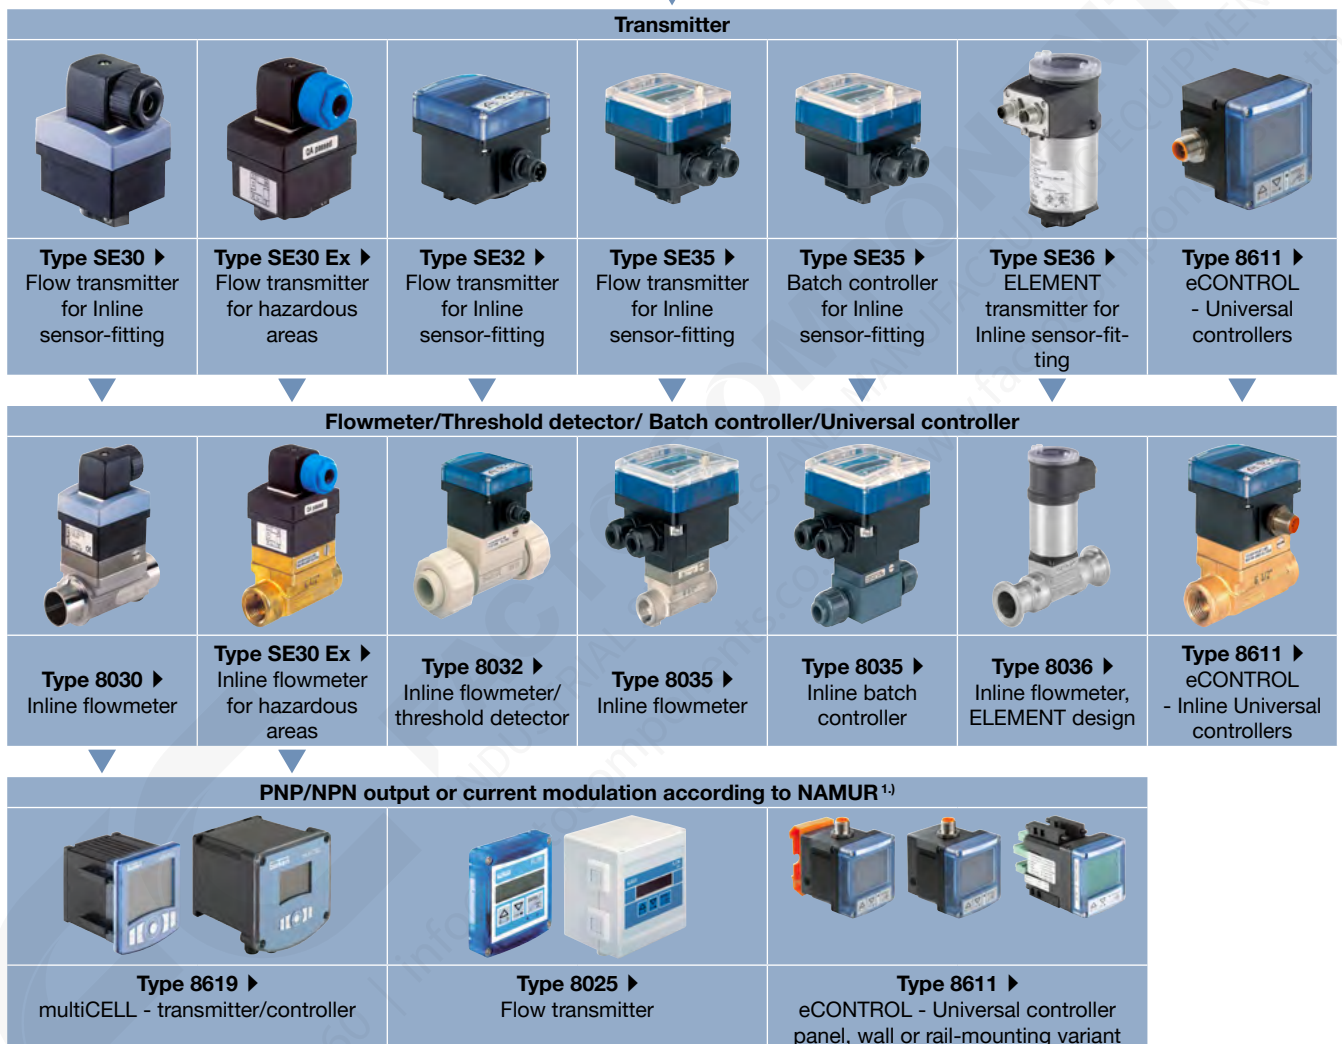 Transmitter
Type SE30
Flow transmitter
for Inline
sensor-fitting
Type SE30 Ex
Flow transmitter
for hazardous
areas
Type SE32
Flow transmitter
for Inline
sensor-fitting
Type SE35
Flow transmitter
for Inline
sensor-fitting
Type SE35
Batch controller
for Inline
sensor-fitting
Type SE36
ELEMENT
transmitter for
Inline sensor-fit-
ting
Type 8611
eCONTROL
- Universal
controllers
QA passed
Flowmeter/Threshold detector/ Batch controller/Universal controller
Type 8030
Inline flowmeter
Type SE30 Ex
Inline flowmeter
for hazardous
areas
Type 8032
Inline flowmeter/
threshold detector
Type 8035
Inline flowmeter
Type 8035
Inline batch
controller
Type 8036
Inline flowmeter,
ELEMENT design
Type 8611
eCONTROL
- Inline Universal
controllers
PNP/NPN output or current modulation according to NAMUR 1.)
Type 8619
multiCELL - transmitter/controller
Type 8025
Flow transmitter
Type 8611
eCONTROL - Universal controller
panel, wall or rail-mounting variant